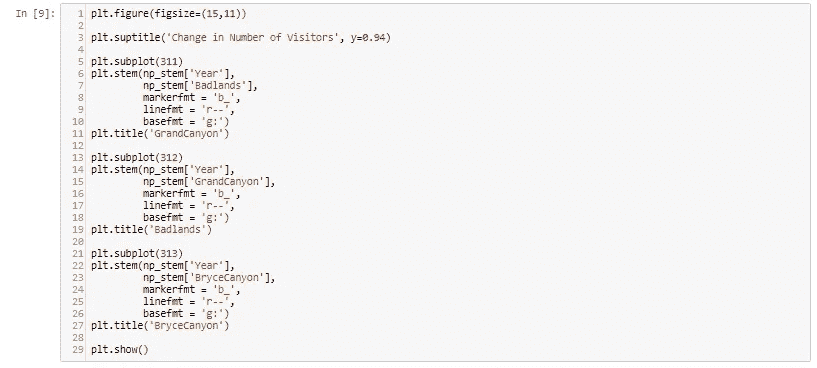 In [9]:
1 plt.figure(figsize=(15,11))
2
3 plt.suptitle('Change in Number of Visitors', y=0.94)
4
5 plt.subplot(311)
6 plt.stem(np_stem['Year'],
7 np_stem['Badlands'],
8 markerfmt = 'b_',
9 linefmt = 'r--',
10 basefmt = 'g:')
11 plt.title('GrandCanyon')
12
13 plt.subplot(312)
14 plt.stem(np_stem['Year'],
15 np_stem['GrandCanyon'],
16 markerfmt = 'b_',
17 linefmt = 'r--',
18 basefmt = 'g:')
19 plt.title('Badlands')
20
21 plt.subplot(313)
22 plt.stem(np_stem['Year'],
23 np_stem['BryceCanyon'],
24 markerfmt = 'b_',
25 linefmt = 'r--',
26 basefmt = 'g:')
27 plt.title('BryceCanyon')
28
29 plt.show()